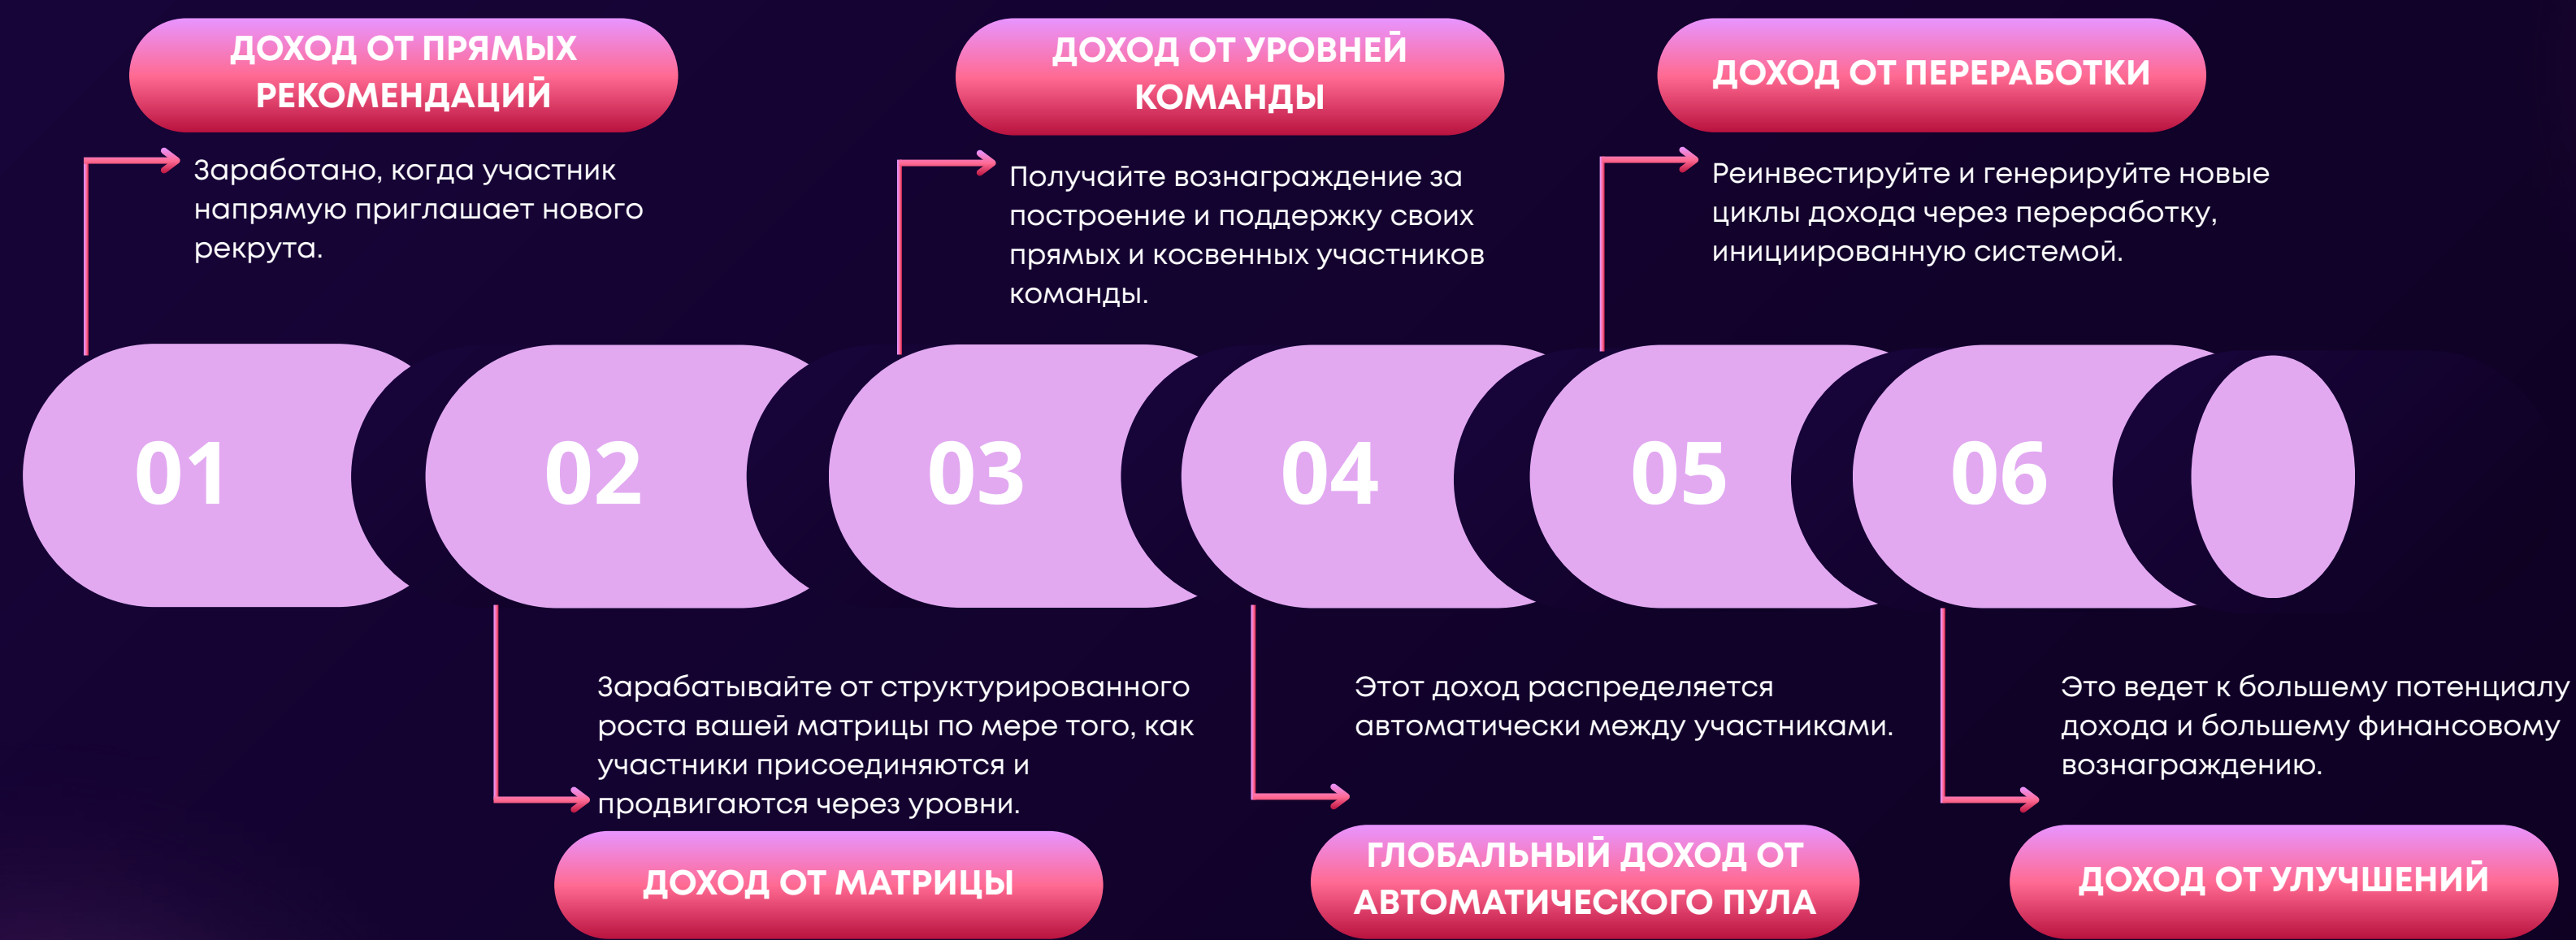 ДОХОД ОТ ПРЯМЫХ
РЕКОМЕНДАЦИЙ
Заработано, когда участник
напрямую приглашает нового
рекрута.
ДОХОД ОТ УРОВНЕЙ
КОМАНДЫ
Получайте вознаграждение за
построение и поддержку своих
прямых и косвенных участников
команды.
ДОХОД ОТ ПЕРЕРАБОТКИ
Реинвестируйте и генерируйте новые
циклы дохода через переработку,
инициированную системой.
01
02
03
04
05
06
Зарабатывайте от структурированного
роста вашей матрицы по мере того, как
участники присоединяются и
продвигаются через уровни.
ДОХОД ОТ МАТРИЦЫ
Этот доход распределяется
автоматически между участниками.
ГЛОБАЛЬНЫЙ ДОХОД ОТ
АВТОМАТИЧЕСКОГО ПУЛА
Это ведет к большему потенциалу
дохода и большему финансовому
вознаграждению.
ДОХОД ОТ УЛУЧШЕНИЙ